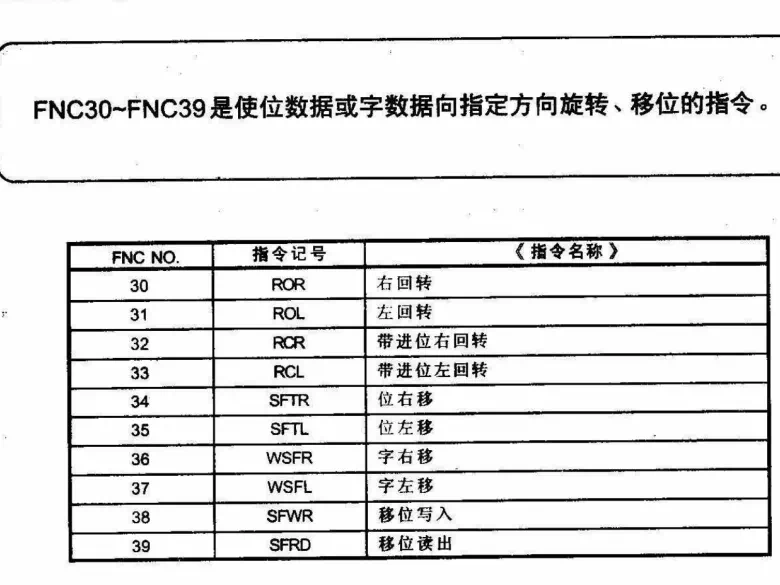 FNC30~FNC39是使位数据或字数据向指定方向旋转、移位的指令。
FNC NO. 指令记号 《指令名称》
30 ROR 右回转
31 ROL 左回转
32 RCR 带进位右回转
33 RCL 带进位左回转
34 SFTR 位右移
35 SFTL 位左移
36 WSFR 字右移
37 WSFL 字左移
38 SFWR 移位写入
39 SFRD 移位读出